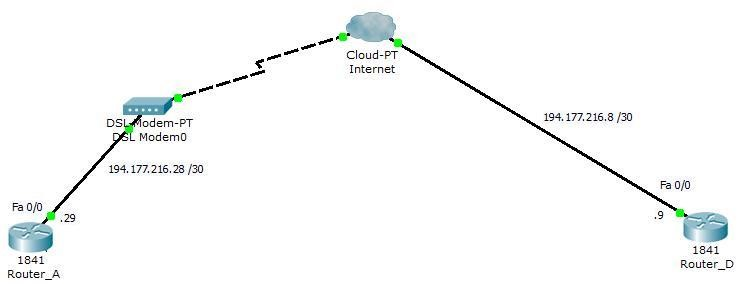 Cloud-PT
Internet
DSL-Modem-PT
DSL Modem0
194.177.216.8 /30
194.177.216.28 /30
Fa 0/0
.29
1841
Router_A
Fa 0/0
.9
1841
Router_D